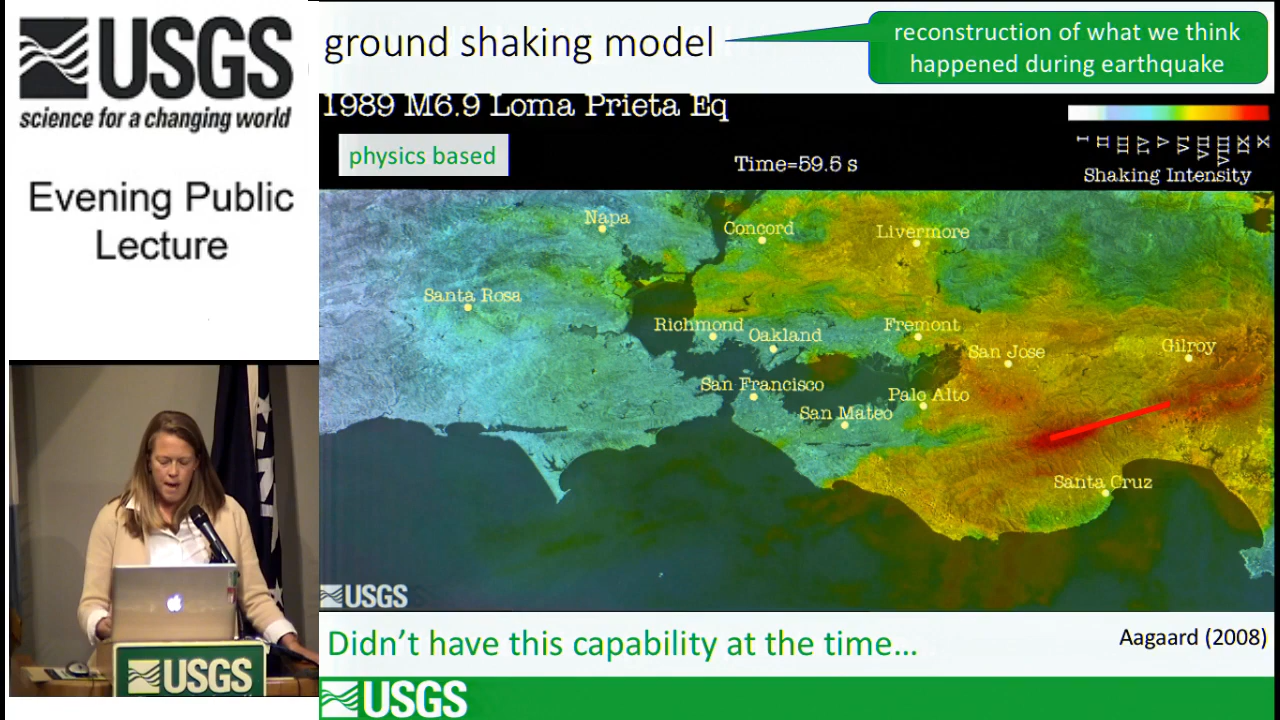 USGS
science for a changing world
Evening Public
Lecture
ground shaking model
reconstruction of what we think
happened during earthquake
1989 M6.9 Loma Prieta Eq
physics based
Time=59.5 s
I II III IV V VI VII VIII IX X
Shaking Intensity
Napa
Concord
Livermore
Santa Rosa
Richmond
Oakland
Fremont
San Jose
Gilroy
San Francisco
Palo Alto
San Mateo
Santa Cruz
USGS
Didn't have this capability at the time...
Aagaard (2008)
USGS
USGS